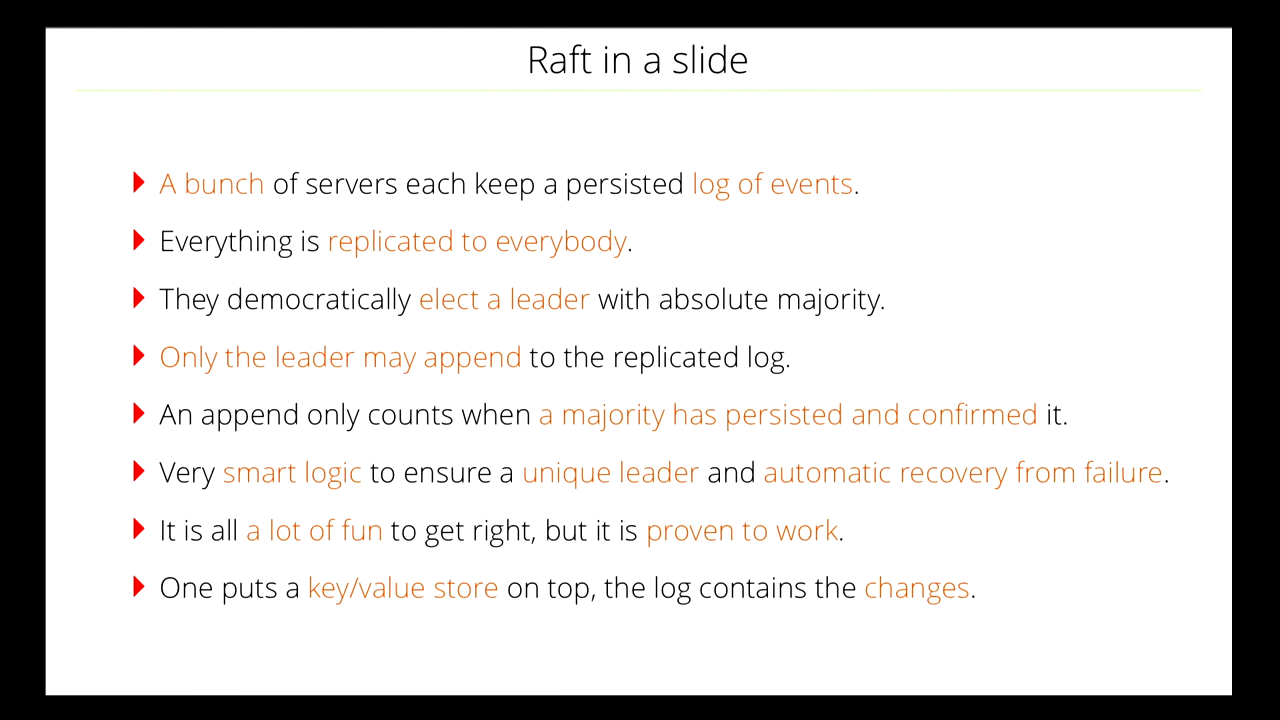 Raft in a slide
A bunch of servers each keep a persisted log of events.
Everything is replicated to everybody.
They democratically elect a leader with absolute majority.
Only the leader may append to the replicated log.
An append only counts when a majority has persisted and confirmed it.
Very smart logic to ensure a unique leader and automatic recovery from failure.
It is all a lot of fun to get right, but it is proven to work.
One puts a key/value store on top, the log contains the changes.